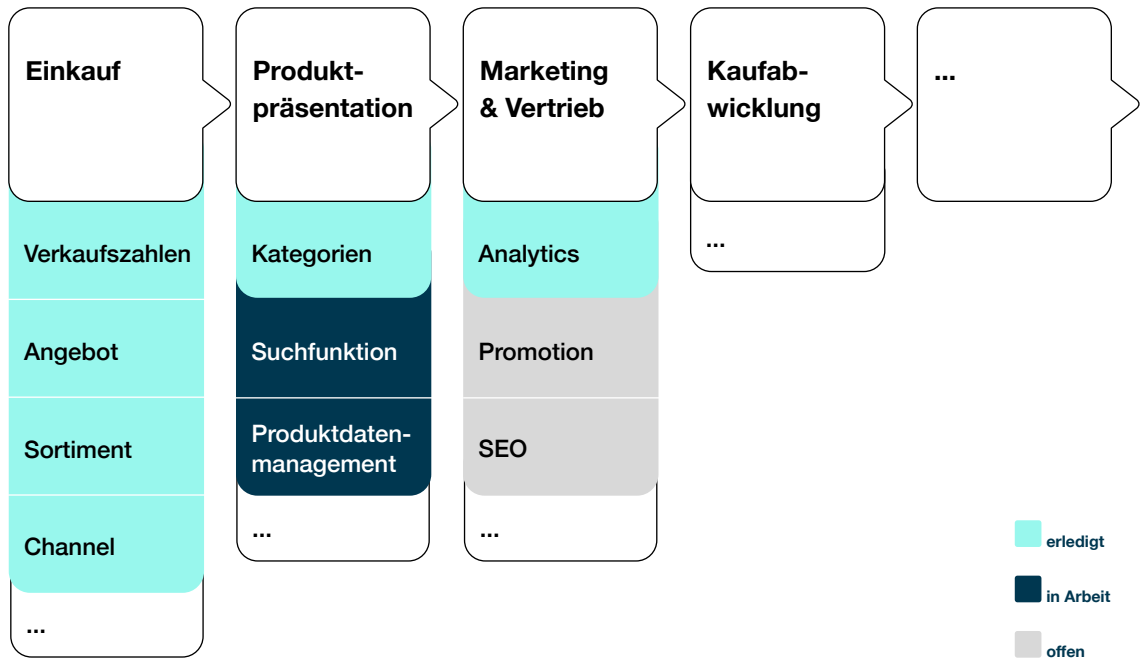 Einkauf
Produkt-
präsentation
Marketing
& Vertrieb
Kaufab-
wicklung
...
Verkaufszahlen
Angebot
Sortiment
Channel
...
Kategorien
Suchfunktion
Produktdaten-
management
...
Analytics
Promotion
SEO
...
...
erledigt
in Arbeit
offen